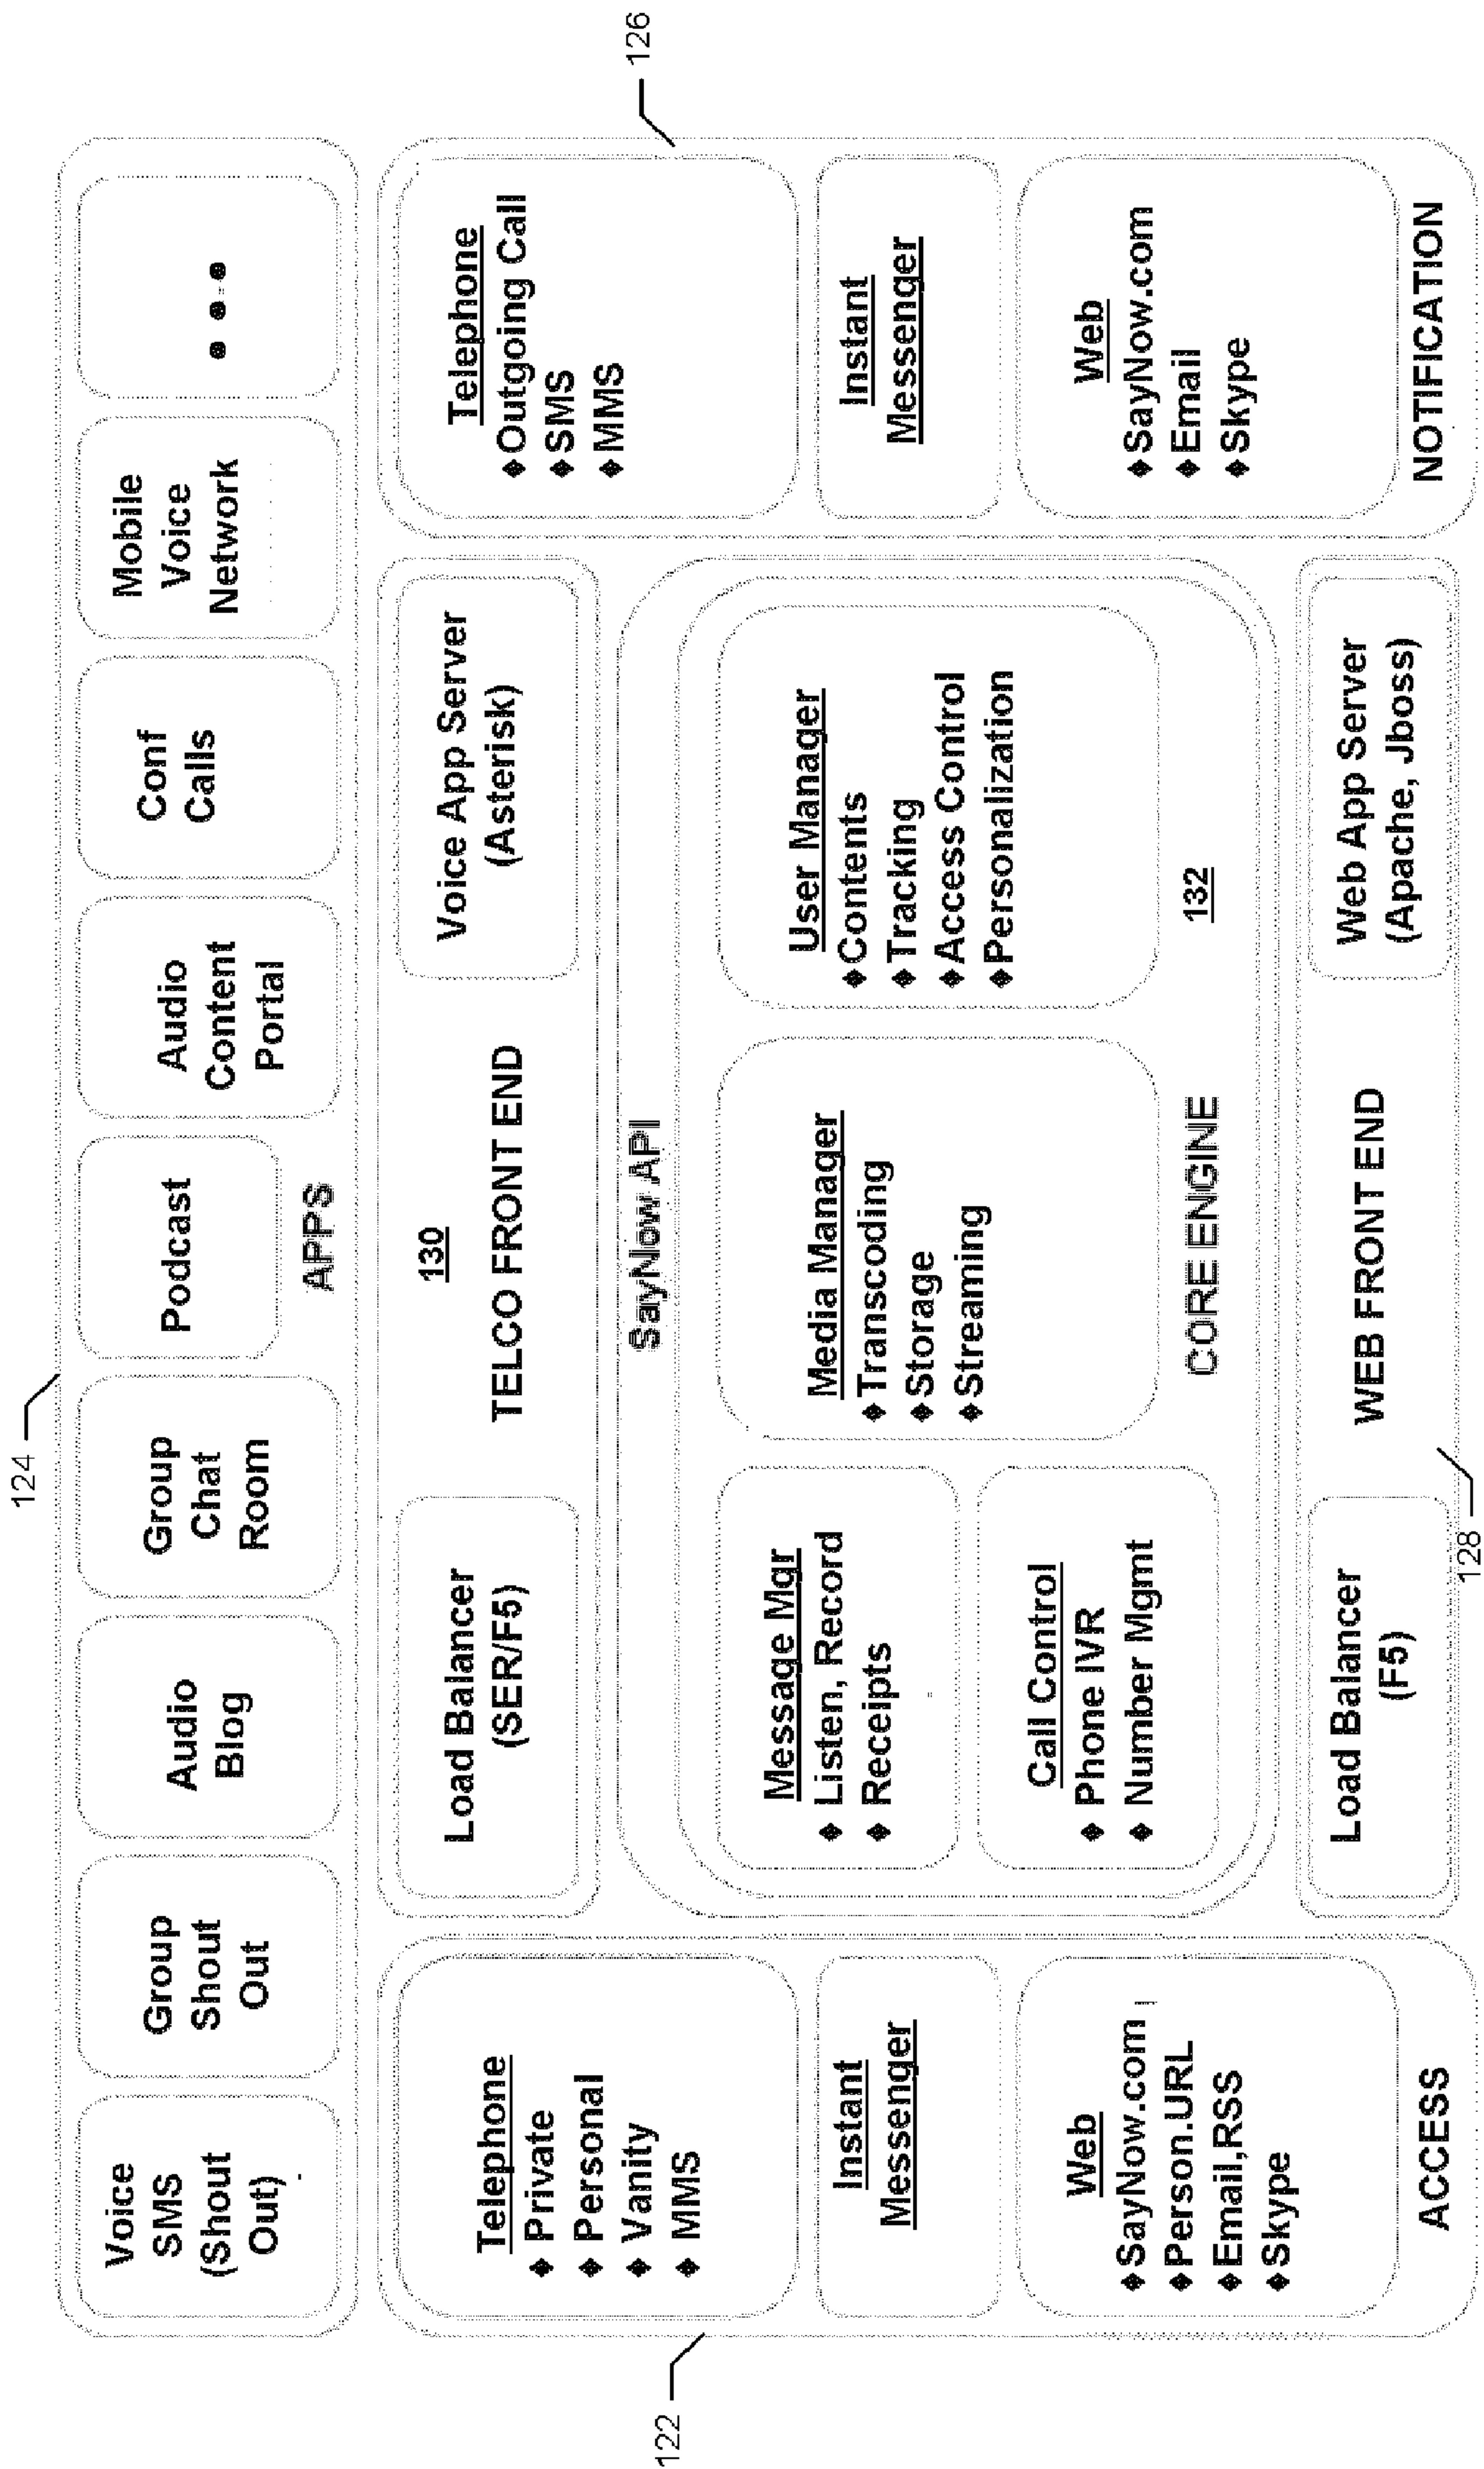 124
Voice
SMS
(Shout
Out)
Group
Shout
Out
Audio
Blog
Group
Chat
Room
Podcast
Audio
Content
Portal
Conf
Calls
Mobile
Voice
Network
APPS
122
Telephone
Private
Personal
Vanity
MMS
Instant
Messenger
Web
SayNow.com
Person.URL
Email,RSS
Skype
ACCESS
Load Balancer
(SER/F5)
130
TELCO FRONT END
Voice App Server
(Asterisk)
SayNow API
Message Mgr
Listen, Record
Receipts
Call Control
Phone IVR
Number Mgmt
Media Manager
Transcoding
Storage
Streaming
User Manager
Contents
Tracking
Access Control
Personalization
CORE ENGINE
132
Load Balancer
(F5)
WEB FRONT END
Web App Server
(Apache, Jboss)
128
126
Telephone
Outgoing Call
SMS
MMS
Instant
Messenger
Web
SayNow.com
Email
Skype
NOTIFICATION